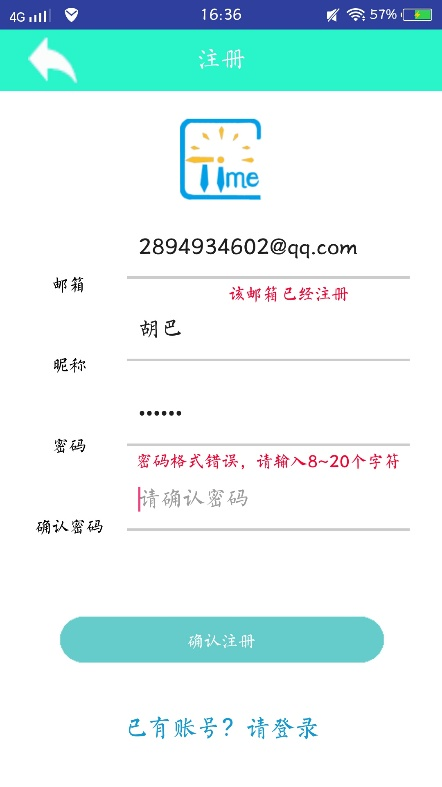 4G 16:36 57%
注册
Time
2894934602@qq.com
邮箱
该邮箱已经注册
胡巴
昵称
••••••
密码
密码格式错误，请输入8~20个字符
请确认密码
确认密码
确认注册
已有账号？请登录